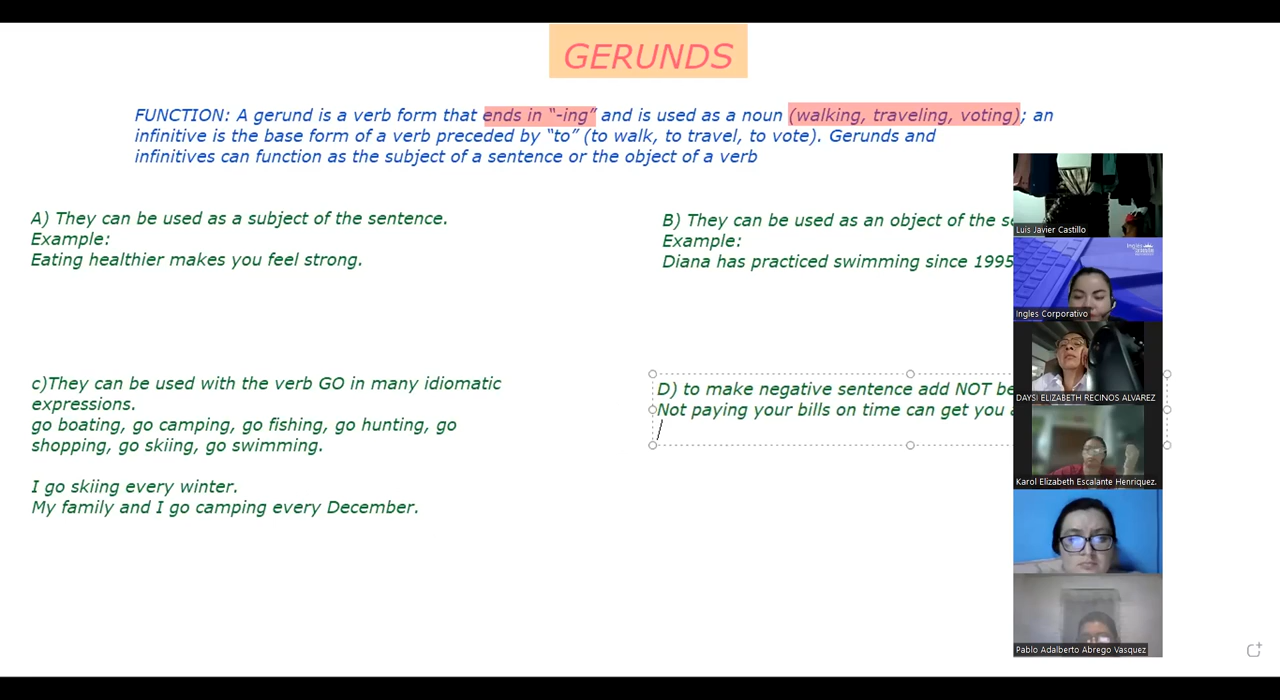 GERUNDS
FUNCTION: A gerund is a verb form that ends in “-ing” and is used as a noun (walking, traveling, voting); an
infinitive is the base form of a verb preceded by “to” (to walk, to travel, to vote). Gerunds and
infinitives can function as the subject of a sentence or the object of a verb
A) They can be used as a subject of the sentence.
Example:
Eating healthier makes you feel strong.
B) They can be used as an object of the
Example:
Diana has practiced swimming since 1995
c)They can be used with the verb GO in many idiomatic
expressions.
go boating, go camping, go fishing, go hunting, go
shopping, go skiing, go swimming.
I go skiing every winter.
My family and I go camping every December.
D) to make negative sentence add NOT
Not paying your bills on time can get you
Luis Javier Castillo
Ingles Corporativo
DAYSI ELIZABETH RECINOS ALVAREZ
Karol Elizabeth Escalante Henriquez.
Pablo Adalberto Abrego Vasquez